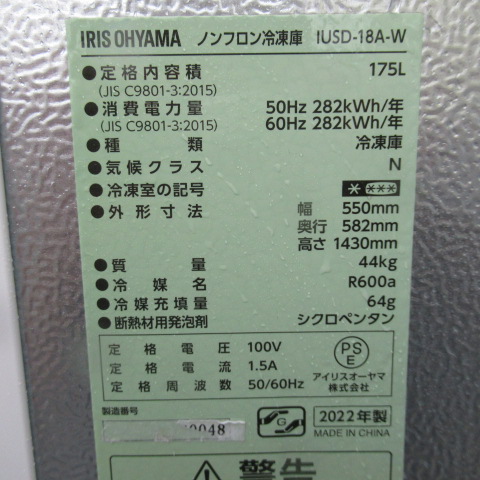 IRIS OHYAMA ノンフロン冷凍庫 IUSD-18A-W
●定格内容積 175L
(JIS C9801-3:2015)
●消費電力量 50Hz 282kWh/年
(JIS C9801-3:2015) 60Hz 282kWh/年
●種類 冷凍庫
●気候クラス N
●冷凍室の記号 * ***
●外形寸法 幅 550mm
奥行 582mm
高さ 1430mm
●質量 44kg
●冷媒名 R600a
●冷媒充填量 64g
●断熱材用発泡剤 シクロペンタン
定格電圧 100V
定格電流 1.5A
定格周波数 50/60Hz
PS
E
アイリスオーヤマ
株式会社
製造番号
0048
G
2022年製
MADE IN CHINA
警告